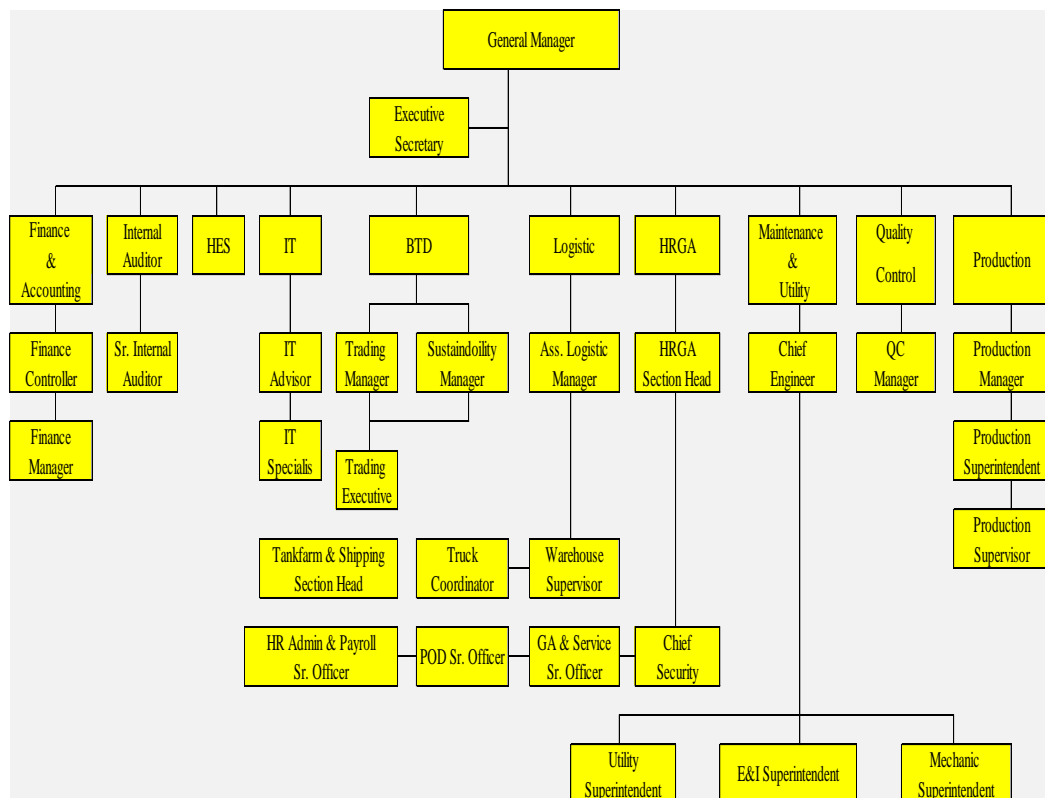 General Manager
Executive
Secretary
Finance
&
Accounting
Internal
Auditor
HES
IT
BTD
Logistic
HRGA
Maintenance
&
Utility
Quality
Control
Production
Finance
Controller
Sr. Internal
Auditor
IT
Advisor
Trading
Manager
Sustaindoility
Manager
Ass. Logistic
Manager
HRGA
Section Head
Chief
Engineer
QC
Manager
Production
Manager
Finance
Manager
IT
Specialis
Trading
Executive
Production
Superintendent
Production
Supervisor
Tankfarm & Shipping
Section Head
Truck
Coordinator
Warehouse
Supervisor
HR Admin & Payroll
Sr. Officer
POD Sr. Officer
GA & Service
Sr. Officer
Chief
Security
Utility
Superintendent
E&I Superintendent
Mechanic
Superintendent